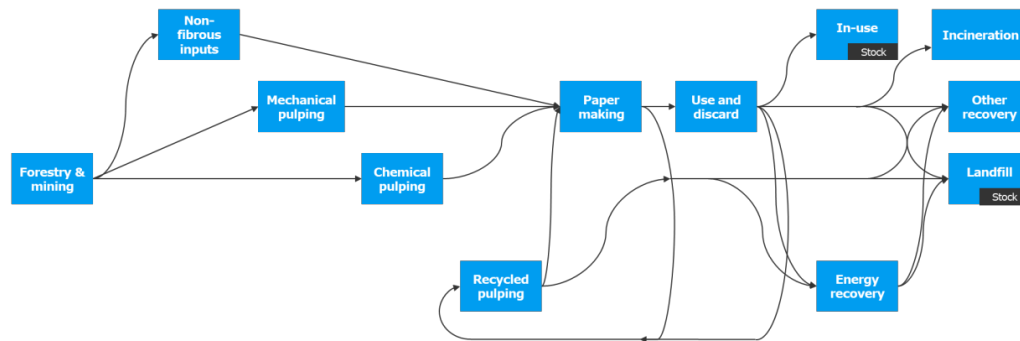 Non-
fibrous
inputs
In-use
Stock
Incineration
Mechanical
pulping
Paper
making
Use and
discard
Other
recovery
Forestry &
mining
Chemical
pulping
Landfill
Stock
Recycled
pulping
Energy
recovery